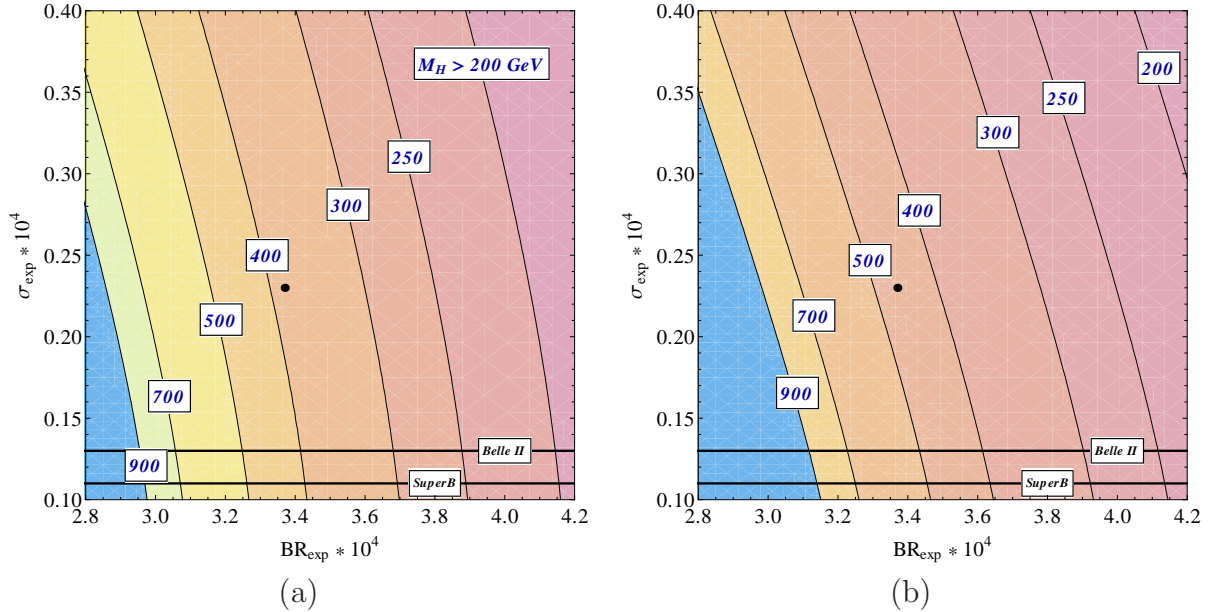 0.40
0.35
0.30
0.25
0.20
0.15
0.10
σexp * 10^4
M_H > 200 GeV
250
300
400
500
700
900
Belle II
SuperB
2.8 3.0 3.2 3.4 3.6 3.8 4.0 4.2
BRexp * 10^4
(a)
0.40
0.35
0.30
0.25
0.20
0.15
0.10
σexp * 10^4
200
250
300
400
500
700
900
Belle II
SuperB
2.8 3.0 3.2 3.4 3.6 3.8 4.0 4.2
BRexp * 10^4
(b)